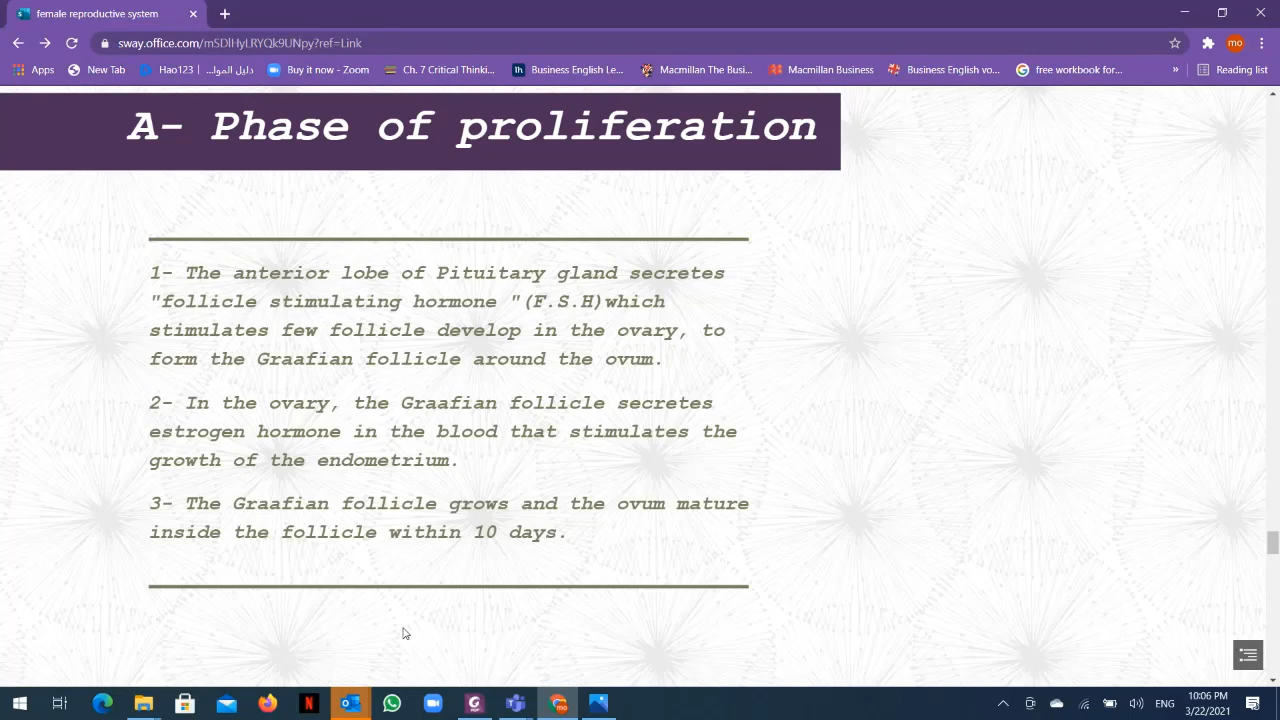 female reproductive system
sway.office.com/mSDlHyLRYQk9UNpy?ref=Link
mo
Apps
New Tab
Hao123 | دليل الموا...
Buy it now - Zoom
Ch. 7 Critical Thinki...
Business English Le...
Macmillan The Busi...
Macmillan Business
Business English vo...
free workbook for...
»
Reading list
A- Phase of proliferation
1- The anterior lobe of Pituitary gland secretes
"follicle stimulating hormone "(F.S.H)which
stimulates few follicle develop in the ovary, to
form the Graafian follicle around the ovum.
2- In the ovary, the Graafian follicle secretes
estrogen hormone in the blood that stimulates the
growth of the endometrium.
3- The Graafian follicle grows and the ovum mature
inside the follicle within 10 days.
ENG
10:06 PM
3/22/2021